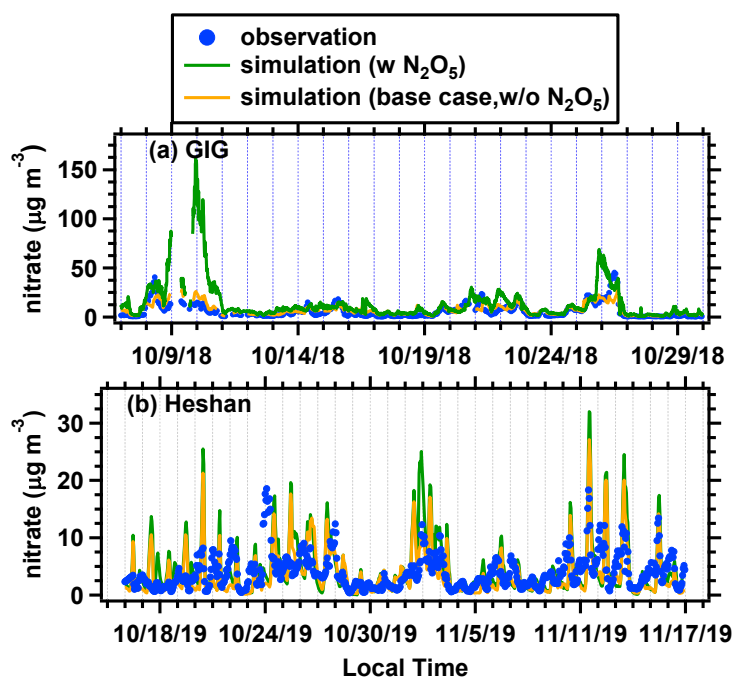 observation
simulation (w N₂O₅)
simulation (base case,w/o N₂O₅)
(a) GIG
nitrate (μg m⁻³)
150
100
50
0
10/9/18 10/14/18 10/19/18 10/24/18 10/29/18
(b) Heshan
nitrate (μg m⁻³)
30
20
10
0
10/18/19 10/24/19 10/30/19 11/5/19 11/11/19 11/17/19
Local Time